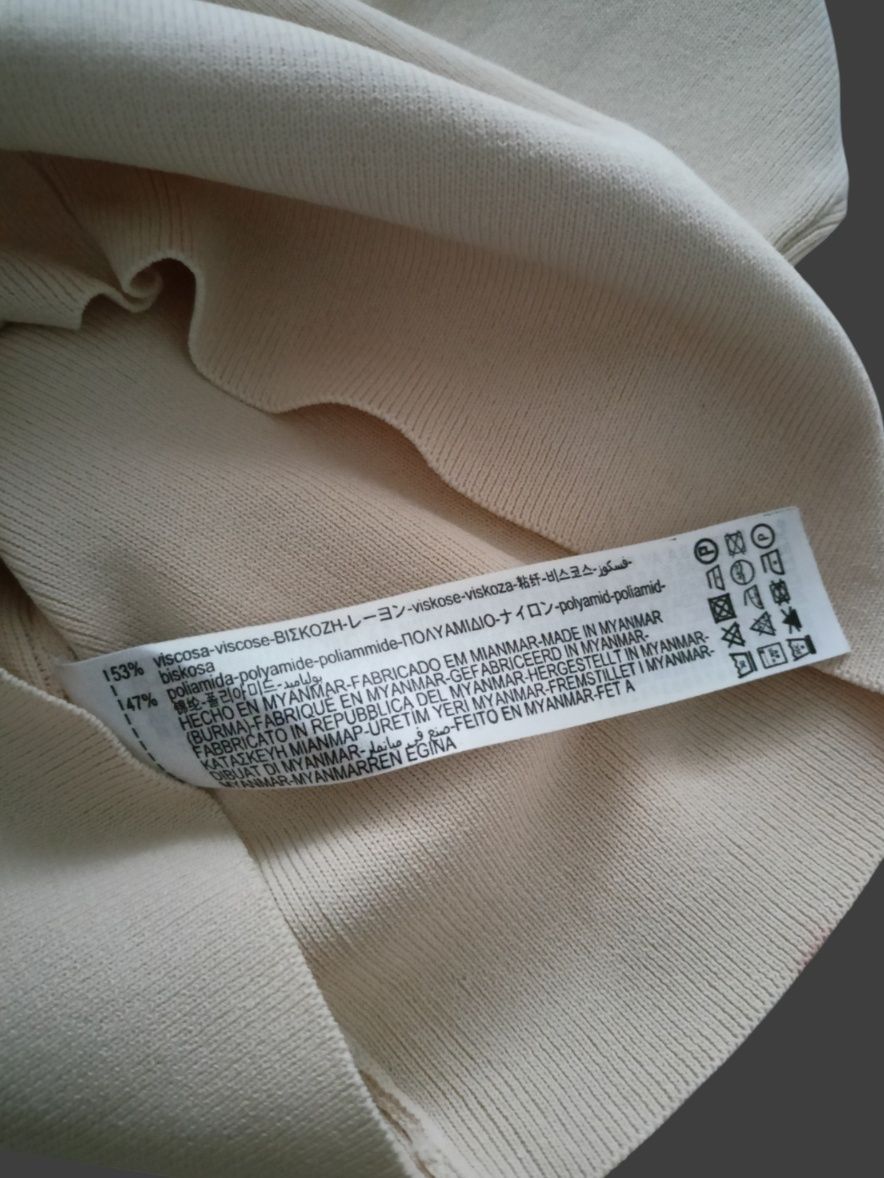 53% viscosa-viscose-ΒΙΣΚΟΖΗ-レーヨン-viskose-viskoza-粘纤-비스코스-فسكوز-
biskosa
47% poliamida-polyamide-poliammide-ΠΟΛΥΑΜΙΔΙΟ-ナイロン-polyamid-poliamid-
锦纶-폴리아미드-بولياميد
HECHO EN MYANMAR-FABRICADO EM MIANMAR-MADE IN MYANMAR
(BURMA)-FABRIQUÉ EN MYANMAR-GEFABRICEERD IN MYANMAR-
FABBRICATO IN REPUBBLICA DEL MYANMAR-HERGESTELLT IN MYANMAR-
ΚΑΤΑΣΚΕΥΗ ΜΙΑΝΜΑΡ-ÜRETIM YERI MYANMAR-FREMSTILLET I MYANMAR-
DIBUAT DI MYANMAR-صنع في ميانمار-FEITO EN MYANMAR-FET A
MYANMAR-MYANMARREN EGINA
P P